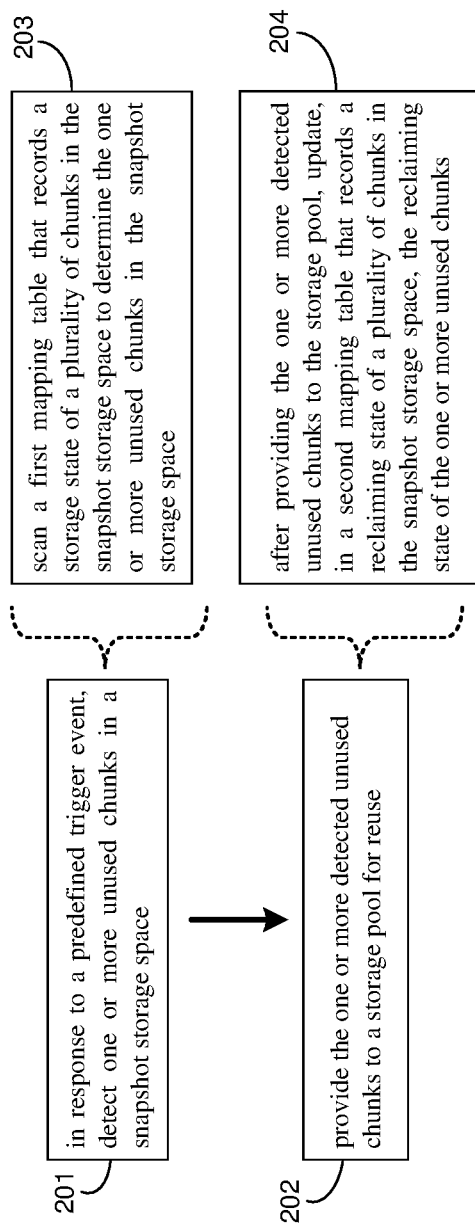 201
in response to a predefined trigger event,
detect one or more unused chunks in a
snapshot storage space
203
scan a first mapping table that records a
storage state of a plurality of chunks in the
snapshot storage space to determine the one
or more unused chunks in the snapshot
storage space
202
provide the one or more detected unused
chunks to a storage pool for reuse
204
after providing the one or more detected
unused chunks to the storage pool, update,
in a second mapping table that records a
reclaiming state of a plurality of chunks in
the snapshot storage space, the reclaiming
state of the one or more unused chunks